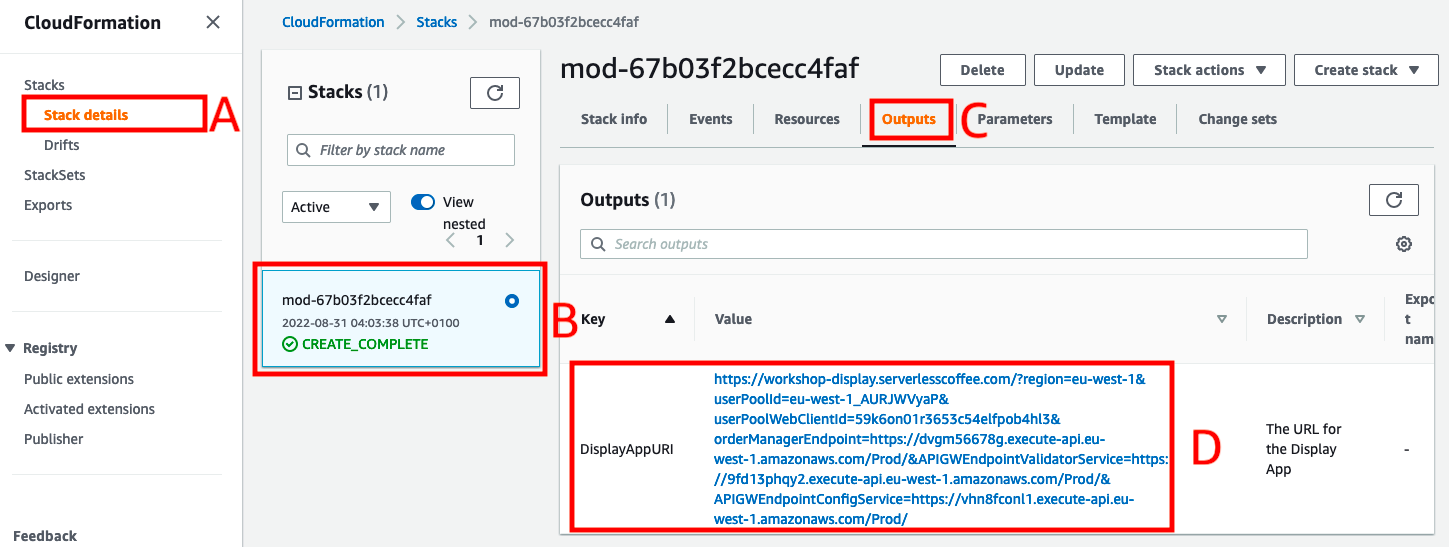 CloudFormation
Stacks
Stack details
A
Drifts
StackSets
Exports
Designer
Registry
Public extensions
Activated extensions
Publisher
Feedback
CloudFormation
Stacks
mod-67b03f2bcecc4faf
Stacks (1)
Filter by stack name
Active
View
nested
1
mod-67b03f2bcecc4faf
2022-08-31 04:03:38 UTC+0100
CREATE_COMPLETE
B
mod-67b03f2bcecc4faf
Delete
Update
Stack actions
Create stack
Stack info
Events
Resources
Outputs
C
Parameters
Template
Change sets
Outputs (1)
Search outputs
Key
Value
Description
Expo
t
nam
DisplayAppURI
https://workshop-display.serverlesscoffee.com/?region=eu-west-1&
userPoolId=eu-west-1_AURJWVyaP&
userPoolWebClientId=59k6on01r3653c54elfpob4hl3&
orderManagerEndpoint=https://dvgm56678g.execute-api.eu-
west-1.amazonaws.com/Prod/&APIGWEndpointValidatorService=https:
//9fd13phqy2.execute-api.eu-west-1.amazonaws.com/Prod/&
APIGWEndpointConfigService=https://vhn8fconl1.execute-api.eu-
west-1.amazonaws.com/Prod/
D
The URL for
the Display
App
-